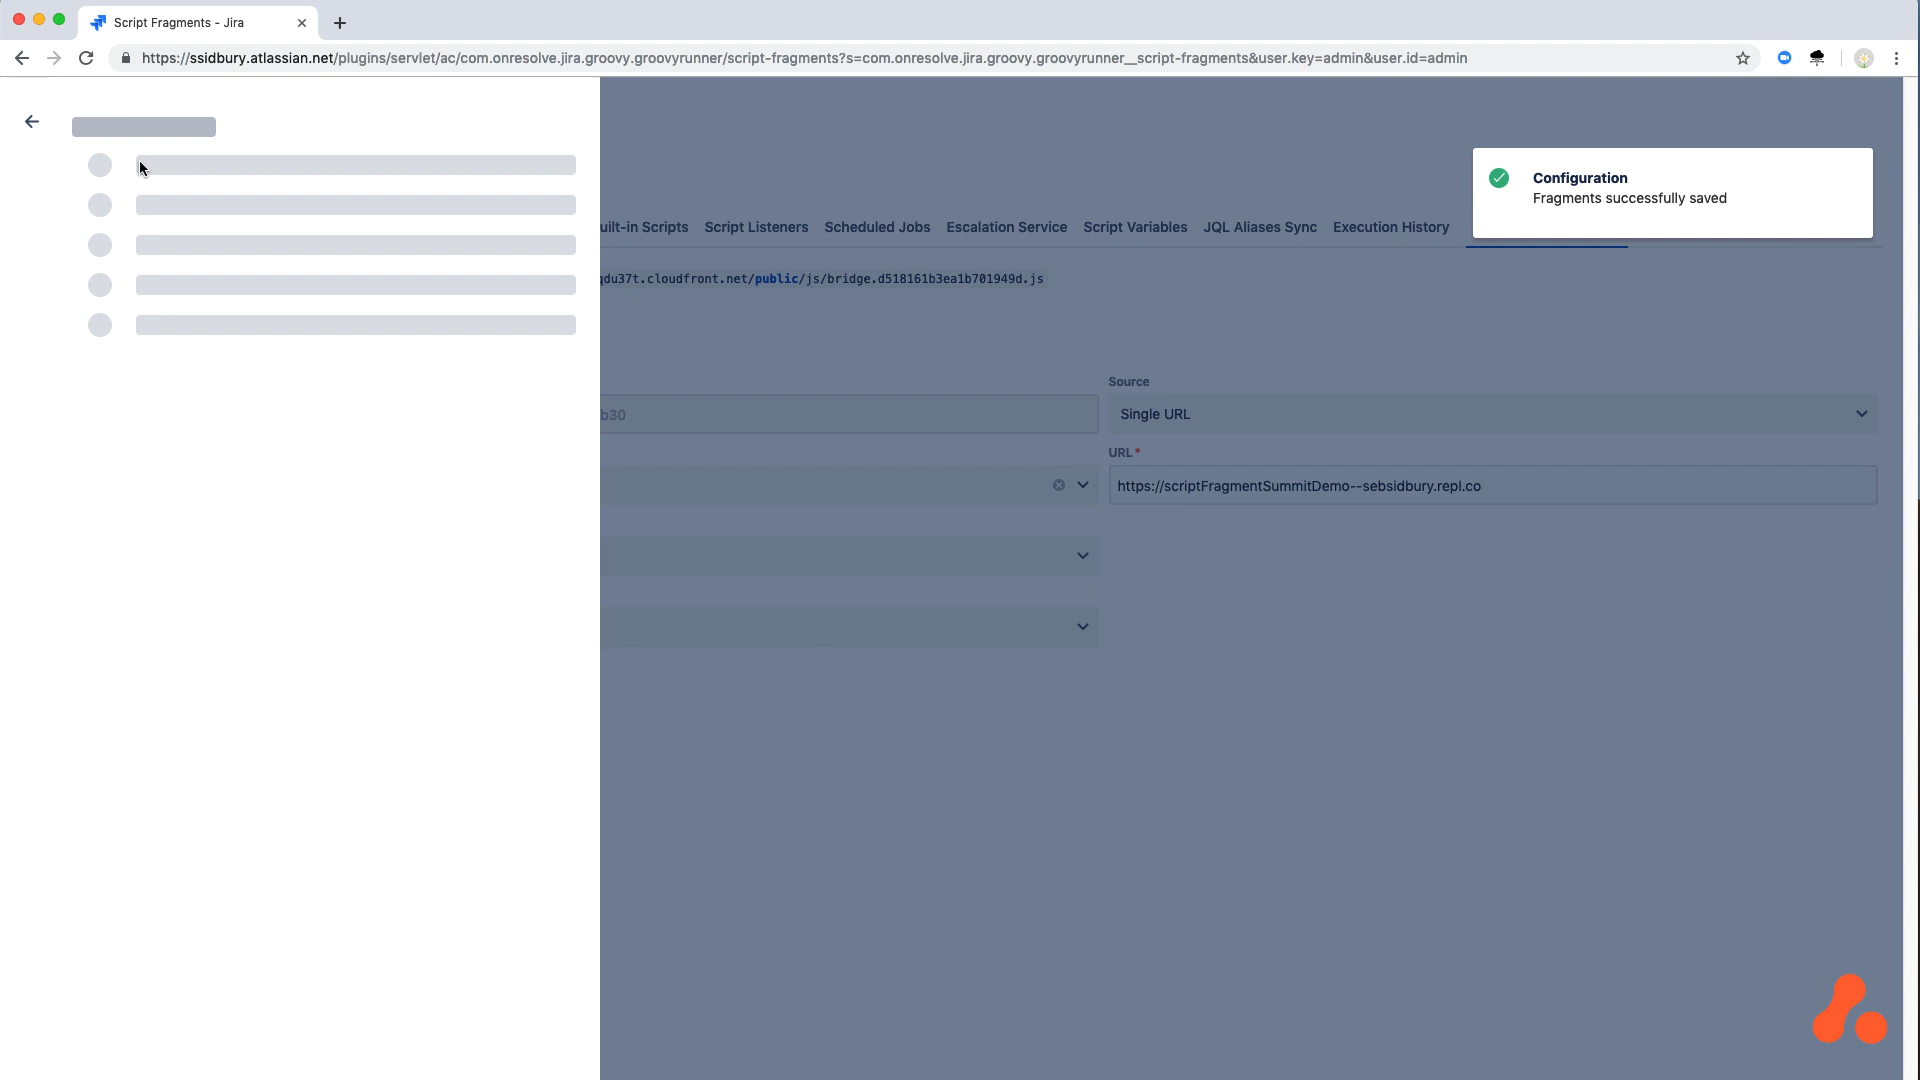 Script Fragments - Jira
https://ssidbury.atlassian.net/plugins/servlet/ac/com.onresolve.jira.groovy.groovyrunner/script-fragments?s=com.onresolve.jira.groovy.groovyrunner__script-fragments&user.key=admin&user.id=admin
Configuration
Fragments successfully saved
uilt-in Scripts Script Listeners Scheduled Jobs Escalation Service Script Variables JQL Aliases Sync Execution History
qdu37t.cloudfront.net/public/js/bridge.d518161b3ea1b701949d.js
Source
b30
Single URL
URL*
https://scriptFragmentSummitDemo--sebsidbury.repl.co